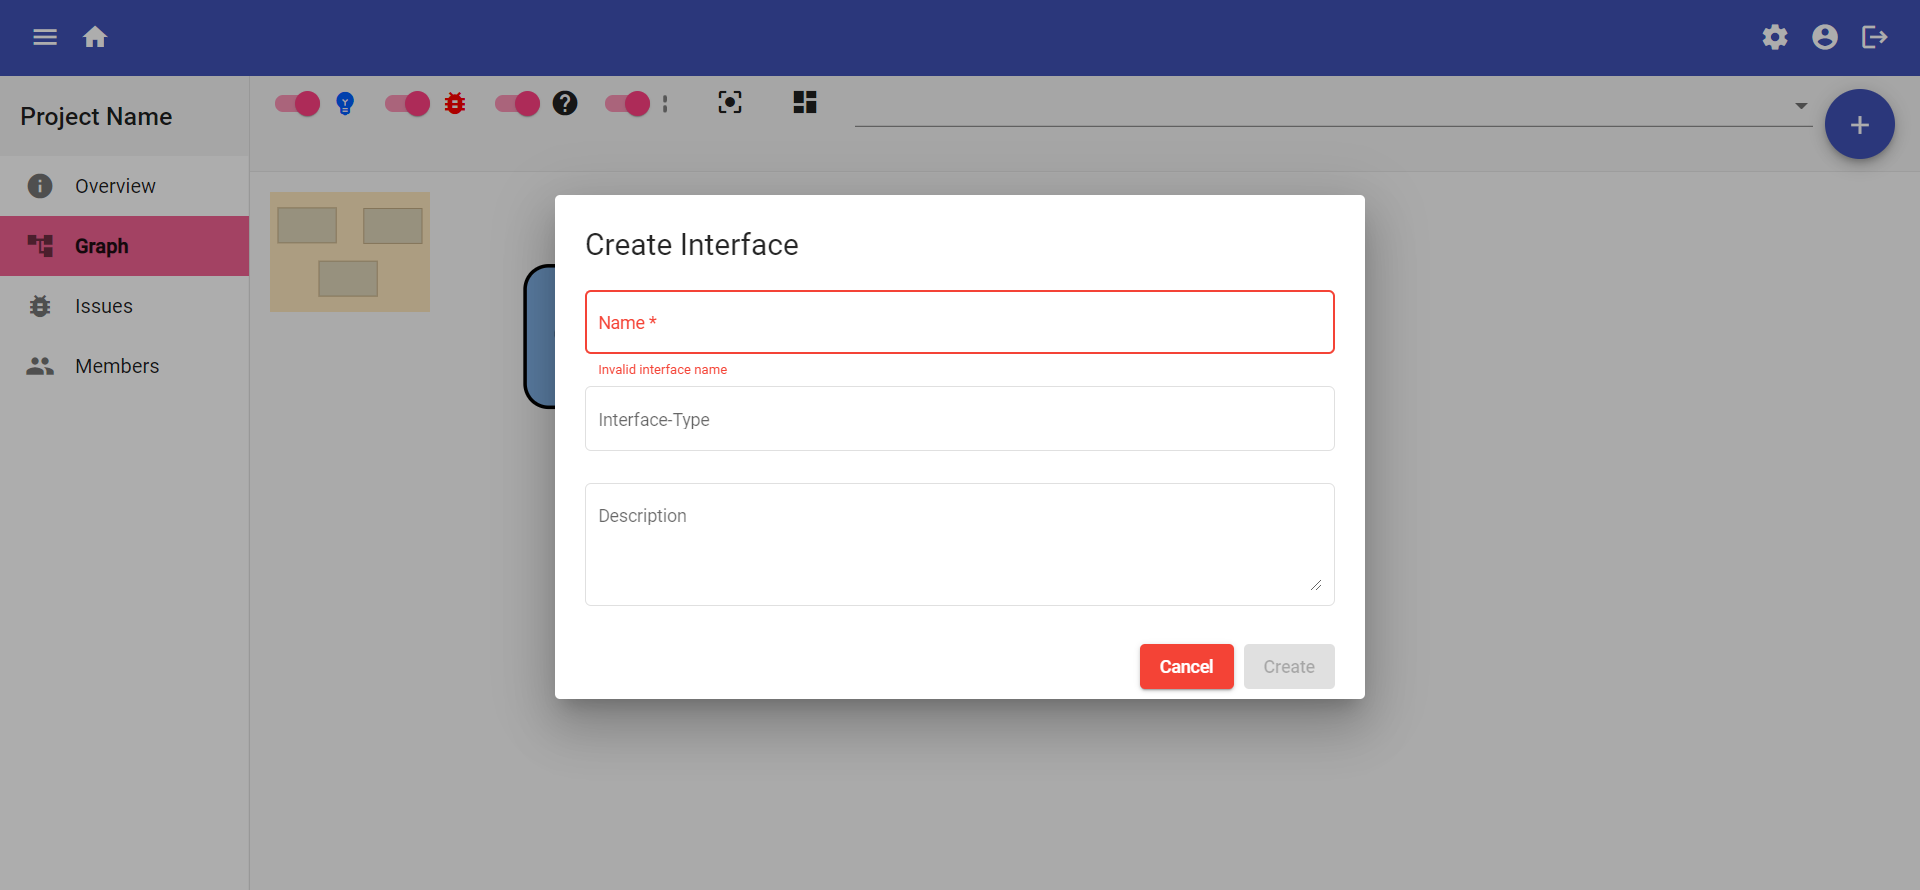 Project Name
Overview
Graph
Issues
Members
Create Interface
Name *
Invalid interface name
Interface-Type
Description
Cancel
Create